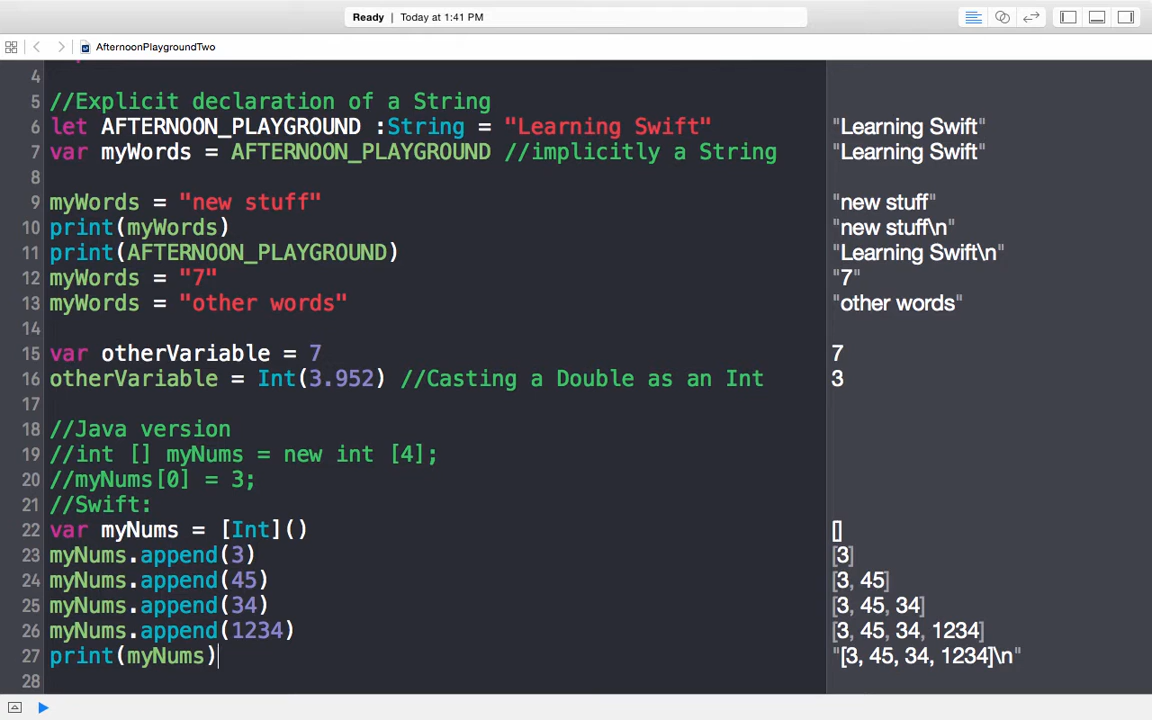 Ready | Today at 1:41 PM
AfternoonPlaygroundTwo
4
5 //Explicit declaration of a String
6 let AFTERNOON_PLAYGROUND :String = "Learning Swift" "Learning Swift"
7 var myWords = AFTERNOON_PLAYGROUND //implicitly a String "Learning Swift"
8
9 myWords = "new stuff" "new stuff"
10 print(myWords) "new stuff\n"
11 print(AFTERNOON_PLAYGROUND) "Learning Swift\n"
12 myWords = "7" "7"
13 myWords = "other words" "other words"
14
15 var otherVariable = 7 7
16 otherVariable = Int(3.952) //Casting a Double as an Int 3
17
18 //Java version
19 //int [] myNums = new int [4];
20 //myNums[0] = 3;
21 //Swift:
22 var myNums = [Int]() []
23 myNums.append(3) [3]
24 myNums.append(45) [3, 45]
25 myNums.append(34) [3, 45, 34]
26 myNums.append(1234) [3, 45, 34, 1234]
27 print(myNums) "[3, 45, 34, 1234]\n"
28